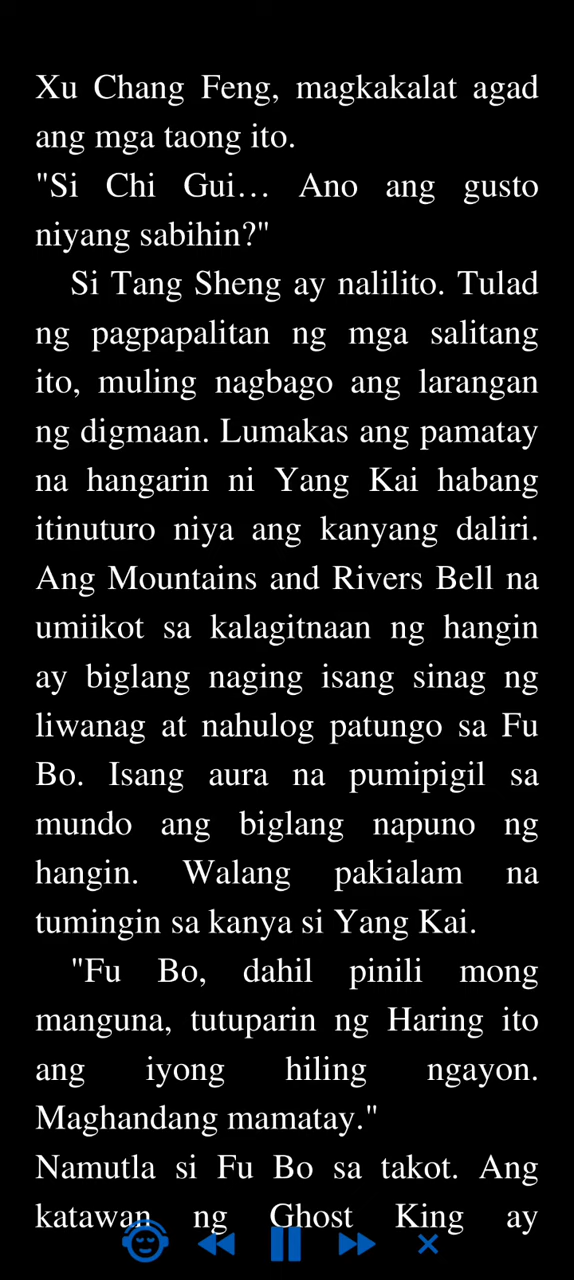 Xu Chang Feng, magkakalat agad
ang mga taong ito.
"Si Chi Gui… Ano ang gusto
niyang sabihin?"
Si Tang Sheng ay nalilito. Tulad
ng pagpapalitan ng mga salitang
ito, muling nagbago ang larangan
ng digmaan. Lumakas ang pamatay
na hangarin ni Yang Kai habang
itinuturo niya ang kanyang daliri.
Ang Mountains and Rivers Bell na
umiikot sa kalagitnaan ng hangin
ay biglang naging isang sinag ng
liwanag at nahulog patungo sa Fu
Bo. Isang aura na pumipigil sa
mundo ang biglang napuno ng
hangin. Walang pakialam na
tumingin sa kanya si Yang Kai.
"Fu Bo, dahil pinili mong
manguna, tutuparin ng Haring ito
ang iyong hiling ngayon.
Maghandang mamatay."
Namutla si Fu Bo sa takot. Ang
katawan ng Ghost King ay